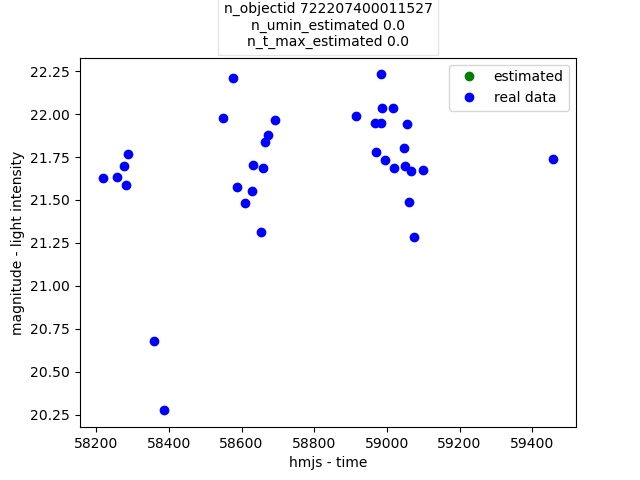 n_objectid 722207400011527
n_umin_estimated 0.0
n_t_max_estimated 0.0
estimated
real data
22.25
22.00
21.75
21.50
21.25
21.00
20.75
20.50
20.25
magnitude - light intensity
58200 58400 58600 58800 59000 59200 59400
hmjs - time